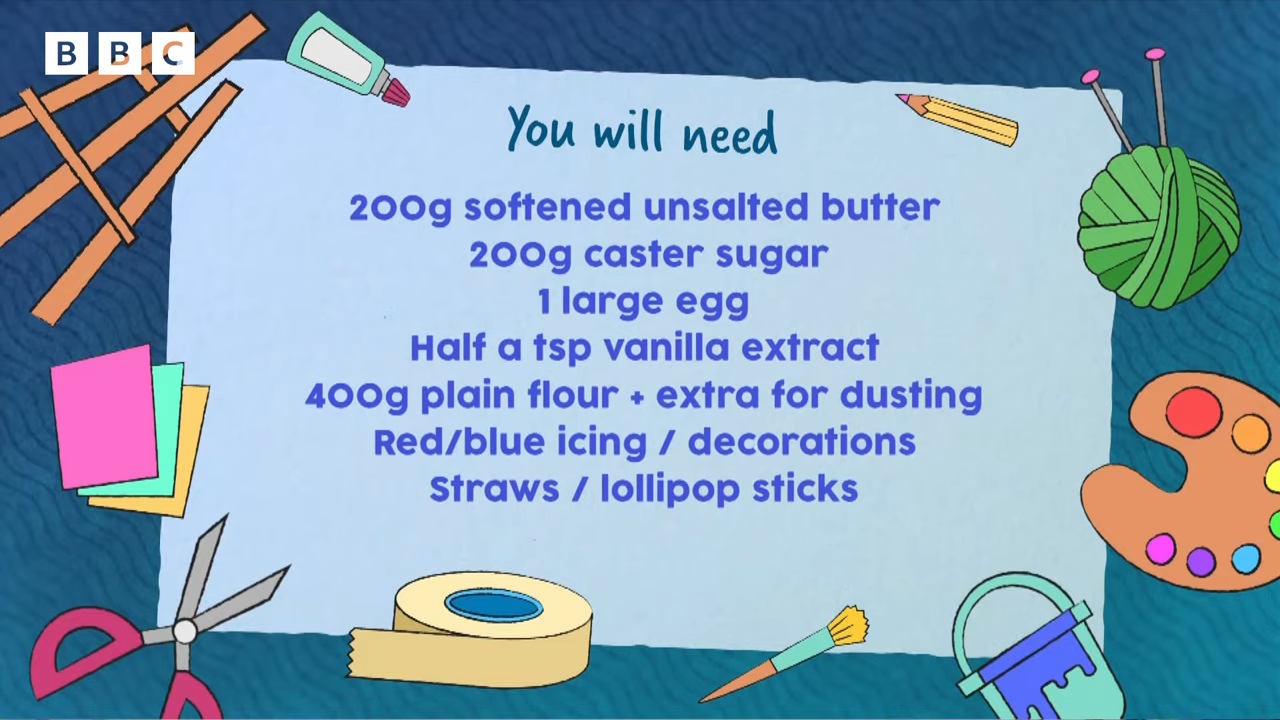 BBC
You will need
200g softened unsalted butter
200g caster sugar
1 large egg
Half a tsp vanilla extract
400g plain flour + extra for dusting
Red/blue icing / decorations
Straws / lollipop sticks